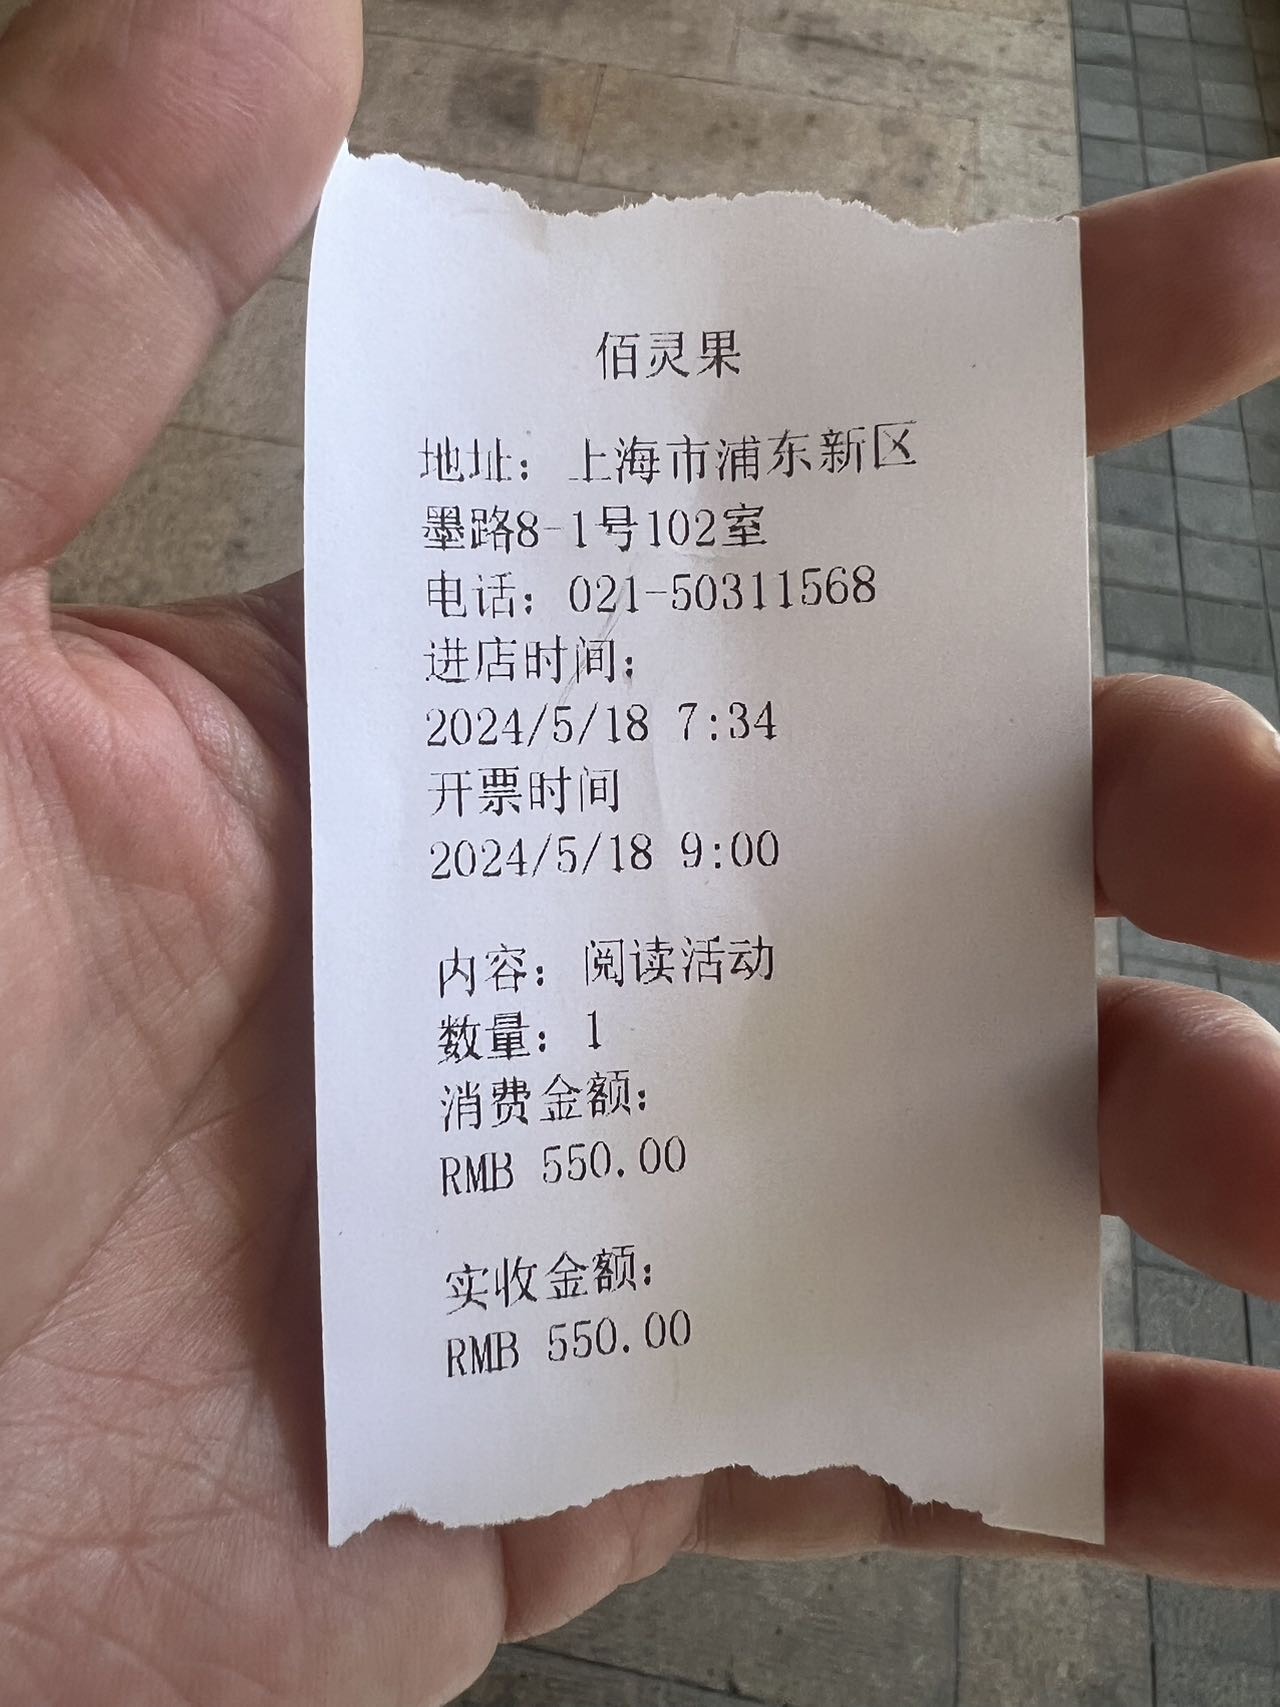 佰灵果
地址：上海市浦东新区
墨路8-1号102室
电话：021-50311568
进店时间：
2024/5/18 7:34
开票时间
2024/5/18 9:00
内容：阅读活动
数量：1
消费金额：
RMB 550.00
实收金额：
RMB 550.00